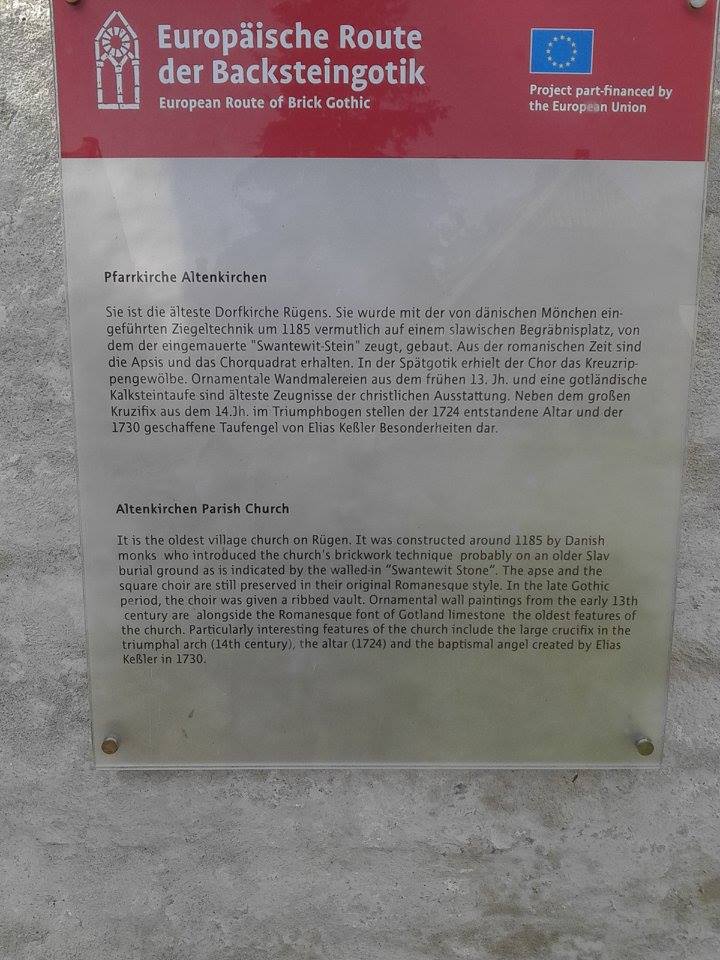 Europäische Route
der Backsteingotik
European Route of Brick Gothic
Project part-financed by
the European Union
Pfarrkirche Altenkirchen
Sie ist die älteste Dorfkirche Rügens. Sie wurde mit der von dänischen Mönchen ein-
geführten Ziegeltechnik um 1185 vermutlich auf einem slawischen Begräbnisplatz, von
dem der eingemauerte "Swantewit-Stein" zeugt, gebaut. Aus der romanischen Zeit sind
die Apsis und das Chorquadrat erhalten. In der Spätgotik erhielt der Chor das Kreuzrip-
pengewölbe. Ornamentale Wandmalereien aus dem frühen 13. Jh. und eine gotländische
Kalksteintaufe sind älteste Zeugnisse der christlichen Ausstattung. Neben dem großen
Kruzifix aus dem 14.Jh. im Triumphbogen stellen der 1724 entstandene Altar und der
1730 geschaffene Taufengel von Elias Keßler Besonderheiten dar.
Altenkirchen Parish Church
It is the oldest village church on Rügen. It was constructed around 1185 by Danish
monks who introduced the church's brickwork technique probably on an older Slav
burial ground as is indicated by the walled-in “Swantewit Stone”. The apse and the
square choir are still preserved in their original Romanesque style. In the late Gothic
period, the choir was given a ribbed vault. Ornamental wall paintings from the early 13th
century are alongside the Romanesque font of Gotland limestone the oldest features of
the church. Particularly interesting features of the church include the large crucifix in the
triumphal arch (14th century), the altar (1724) and the baptismal angel created by Elias
Keßler in 1730.